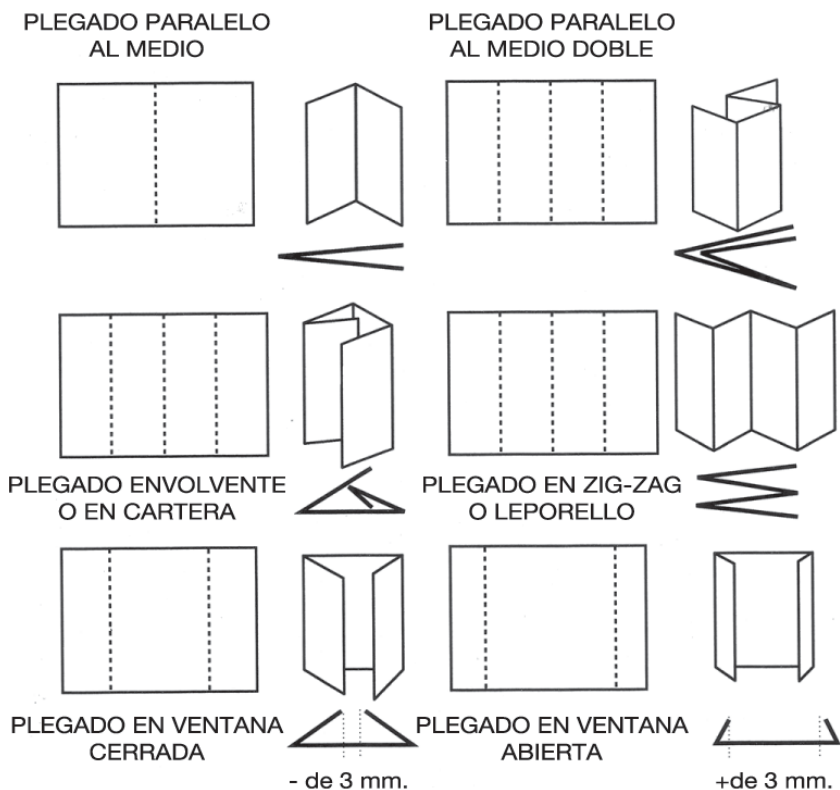 PLEGADO PARALELO
AL MEDIO
PLEGADO PARALELO
AL MEDIO DOBLE
PLEGADO ENVOLVENTE
O EN CARTERA
PLEGADO EN ZIG-ZAG
O LEPORELLO
PLEGADO EN VENTANA
CERRADA
- de 3 mm.
PLEGADO EN VENTANA
ABIERTA
+de 3 mm.